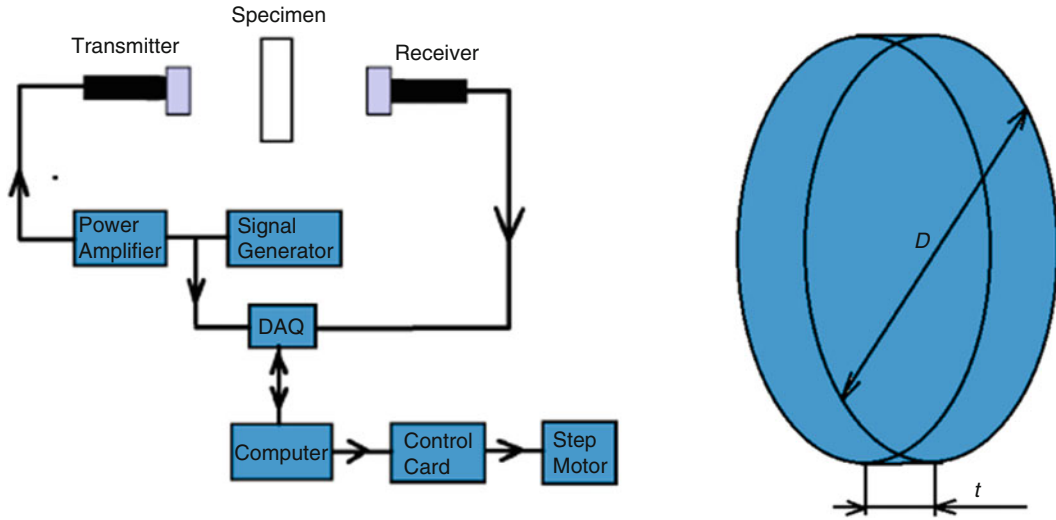 Specimen
Transmitter
Receiver
Power
Amplifier
Signal
Generator
DAQ
Computer
Control
Card
Step
Motor
D
t